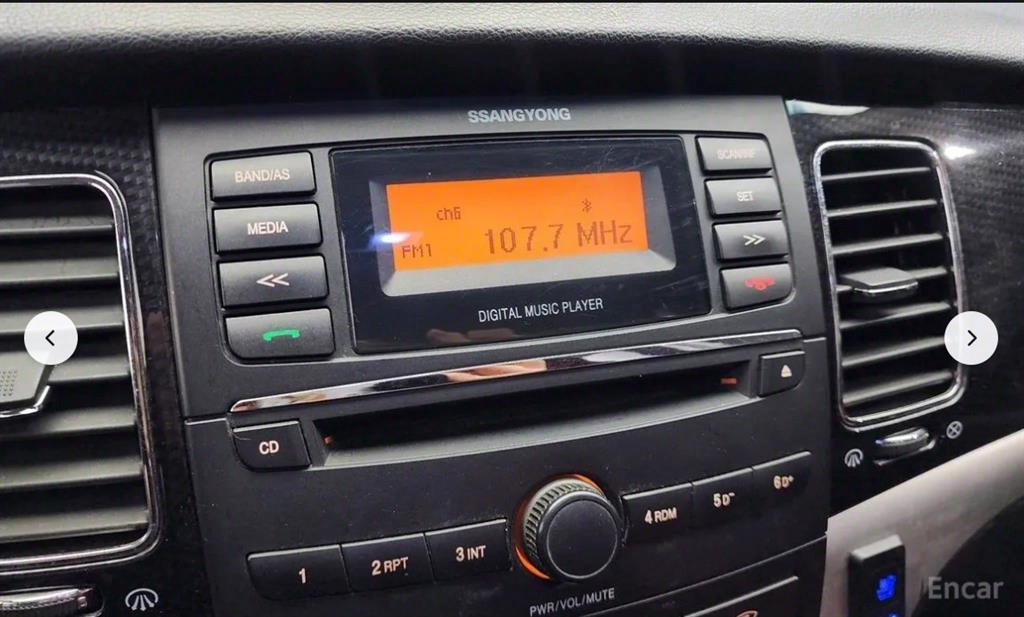 SSANGYONG
BAND/AS
SCAN/RF
MEDIA
SET
ch6
FM1
107.7 MHz
DIGITAL MUSIC PLAYER
CD
1
2 RPT
3 INT
4 RDM
5 D-
6 D+
PWR/VOL/MUTE
Encar